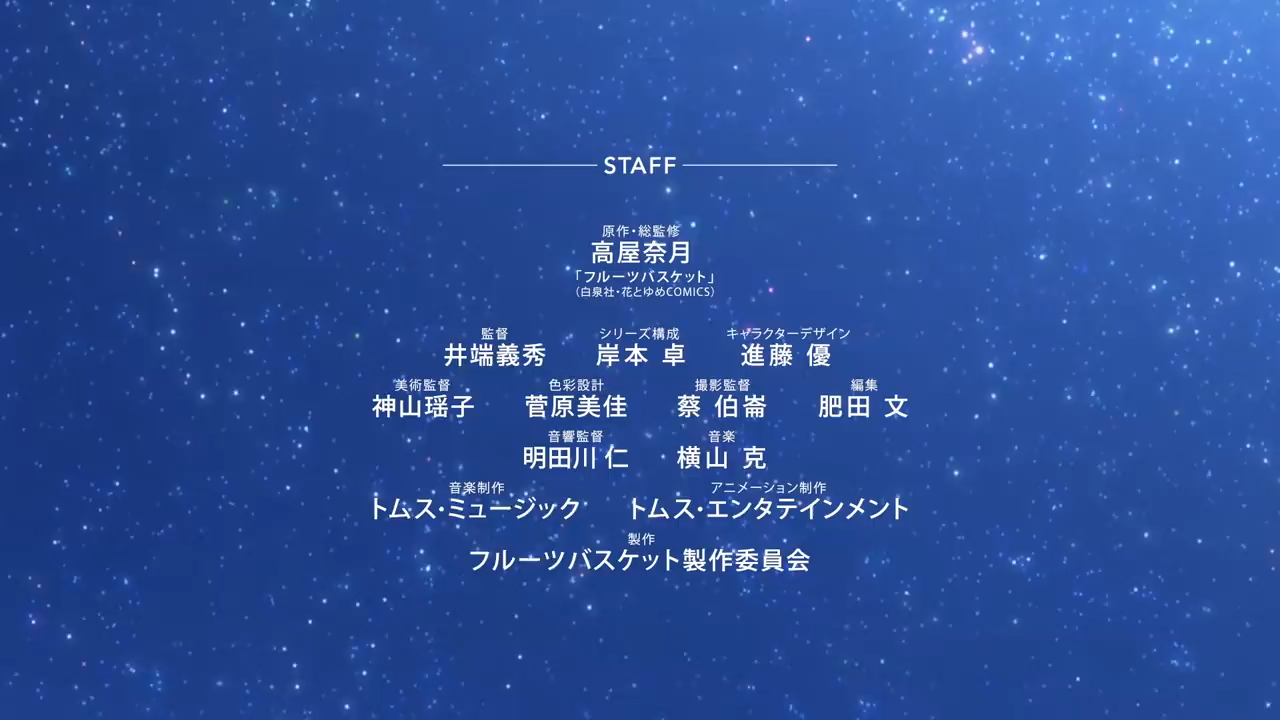 STAFF
原作・総監修
高屋奈月
「フルーツバスケット」
(白泉社・花とゆめCOMICS)
監督 シリーズ構成 キャラクターデザイン
井端義秀 岸本 卓 進藤 優
美術監督 色彩設計 撮影監督 編集
神山瑶子 菅原美佳 蔡 伯崙 肥田 文
音響監督 音楽
明田川 仁 横山 克
音楽制作 アニメーション制作
トムス・ミュージック トムス・エンタテインメント
製作
フルーツバスケット製作委員会